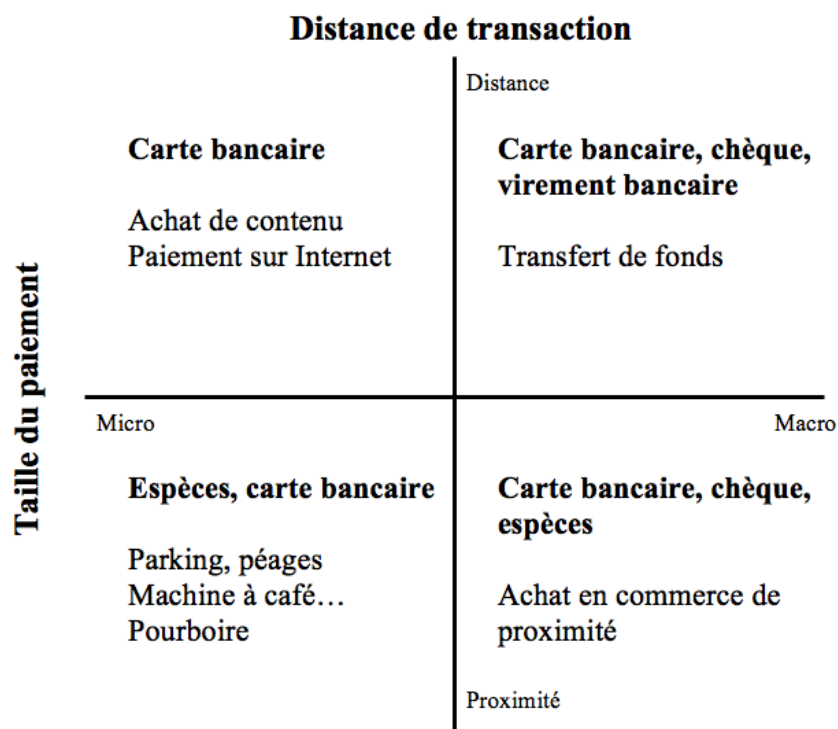 Distance de transaction
Distance
Carte bancaire
Achat de contenu
Paiement sur Internet
Carte bancaire, chèque,
virement bancaire
Transfert de fonds
Taille du paiement
Micro
Macro
Espèces, carte bancaire
Parking, péages
Machine à café…
Pourboire
Carte bancaire, chèque,
espèces
Achat en commerce de
proximité
Proximité